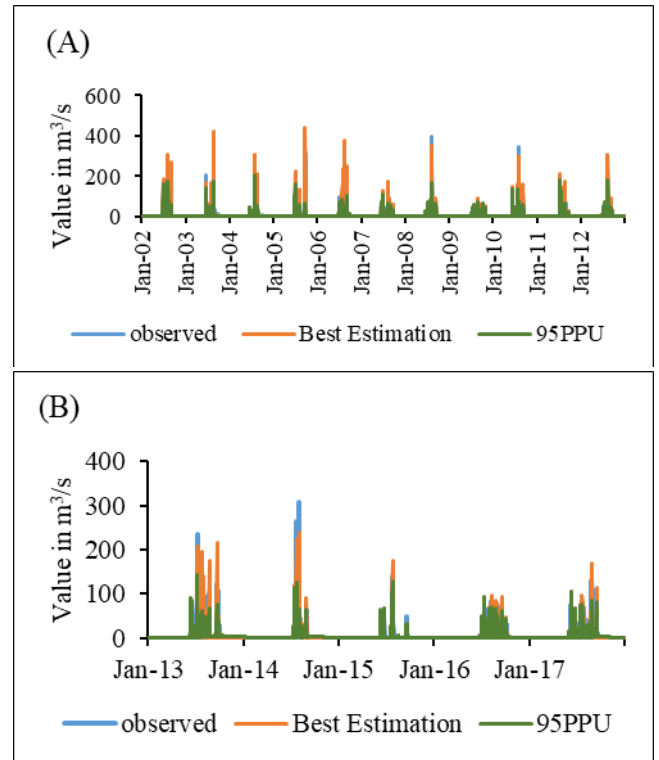 (A)
Value in m³/s
600
400
200
0
Jan-02
Jan-03
Jan-04
Jan-05
Jan-06
Jan-07
Jan-08
Jan-09
Jan-10
Jan-11
Jan-12
observed Best Estimation 95PPU
(B)
Value in m³/s
400
300
200
100
0
Jan-13 Jan-14 Jan-15 Jan-16 Jan-17
observed Best Estimation 95PPU